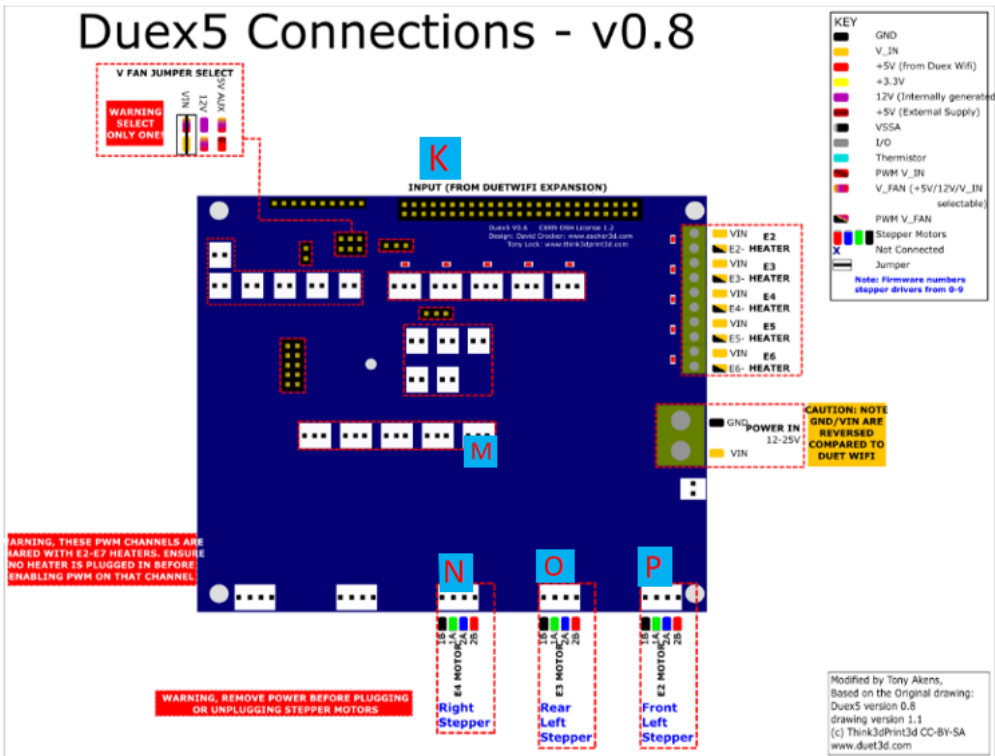 Duex5 Connections - v0.8
V FAN JUMPER SELECT
WARNING
SELECT
ONLY ONE!
VIN
12V
5V AUX
K
INPUT (FROM DUETWIFI EXPANSION)
Duex5 V0.6 CERN OSH License 1.2
Design: David Crocker: www.escher3d.com
Tony Lock: www.think3dprint3d.com
VIN E2
E2- HEATER
VIN E3
E3- HEATER
VIN E4
E4- HEATER
VIN E5
E5- HEATER
VIN E6
E6- HEATER
KEY
GND
V_IN
+5V (from Duex Wifi)
+3.3V
12V (Internally generated
+5V (External Supply)
VSSA
I/O
Thermistor
PWM V_IN
V_FAN (+5V/12V/V_IN
selectable)
PWM V_FAN
Stepper Motors
X Not Connected
Jumper
Note: Firmware numbers
stepper drivers from 0-9
GND
POWER IN
12-25V
VIN
CAUTION: NOTE
GND/VIN ARE
REVERSED
COMPARED TO
DUET WIFI
M
ARNING, THESE PWM CHANNELS ARE
HARED WITH E2-E7 HEATERS. ENSURE
NO HEATER IS PLUGGED IN BEFORE
ENABLING PWM ON THAT CHANNEL
N
O
P
1B 1A 2A 2B
E4 MOTOR
Right
Stepper
1B 1A 2A 2B
E3 MOTOR
Rear
Left
Stepper
1B 1A 2A 2B
E2 MOTOR
Front
Left
Stepper
WARNING, REMOVE POWER BEFORE PLUGGING
OR UNPLUGGING STEPPER MOTORS
Modified by Tony Akens,
Based on the Original drawing:
Duex5 version 0.8
drawing version 1.1
(c) Think3dPrint3d CC-BY-SA
www.duet3d.com